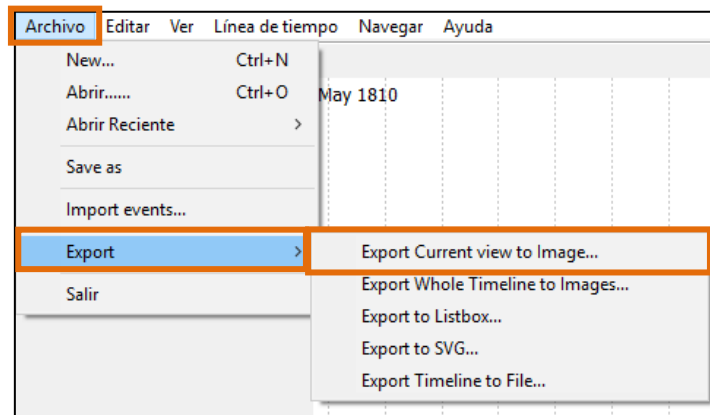 Archivo Editar Ver Línea de tiempo Navegar Ayuda
New... Ctrl+N
Abrir...... Ctrl+O
May 1810
Abrir Reciente >
Save as
Import events...
Export >
Export Current view to Image...
Salir
Export Whole Timeline to Images...
Export to Listbox...
Export to SVG...
Export Timeline to File...